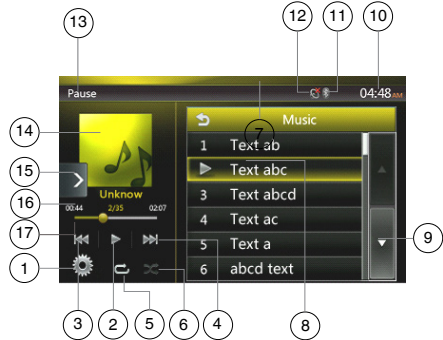 12 11 10
13
Pause 04:48 AM
14
Music
7
1 Text ab
Text abc
15
Unknow
16
00:44 2/35 02:07
3 Text abcd
4 Text ac
17
5 Text a
9
1
6 abcd text
3 2 5 6 4 8